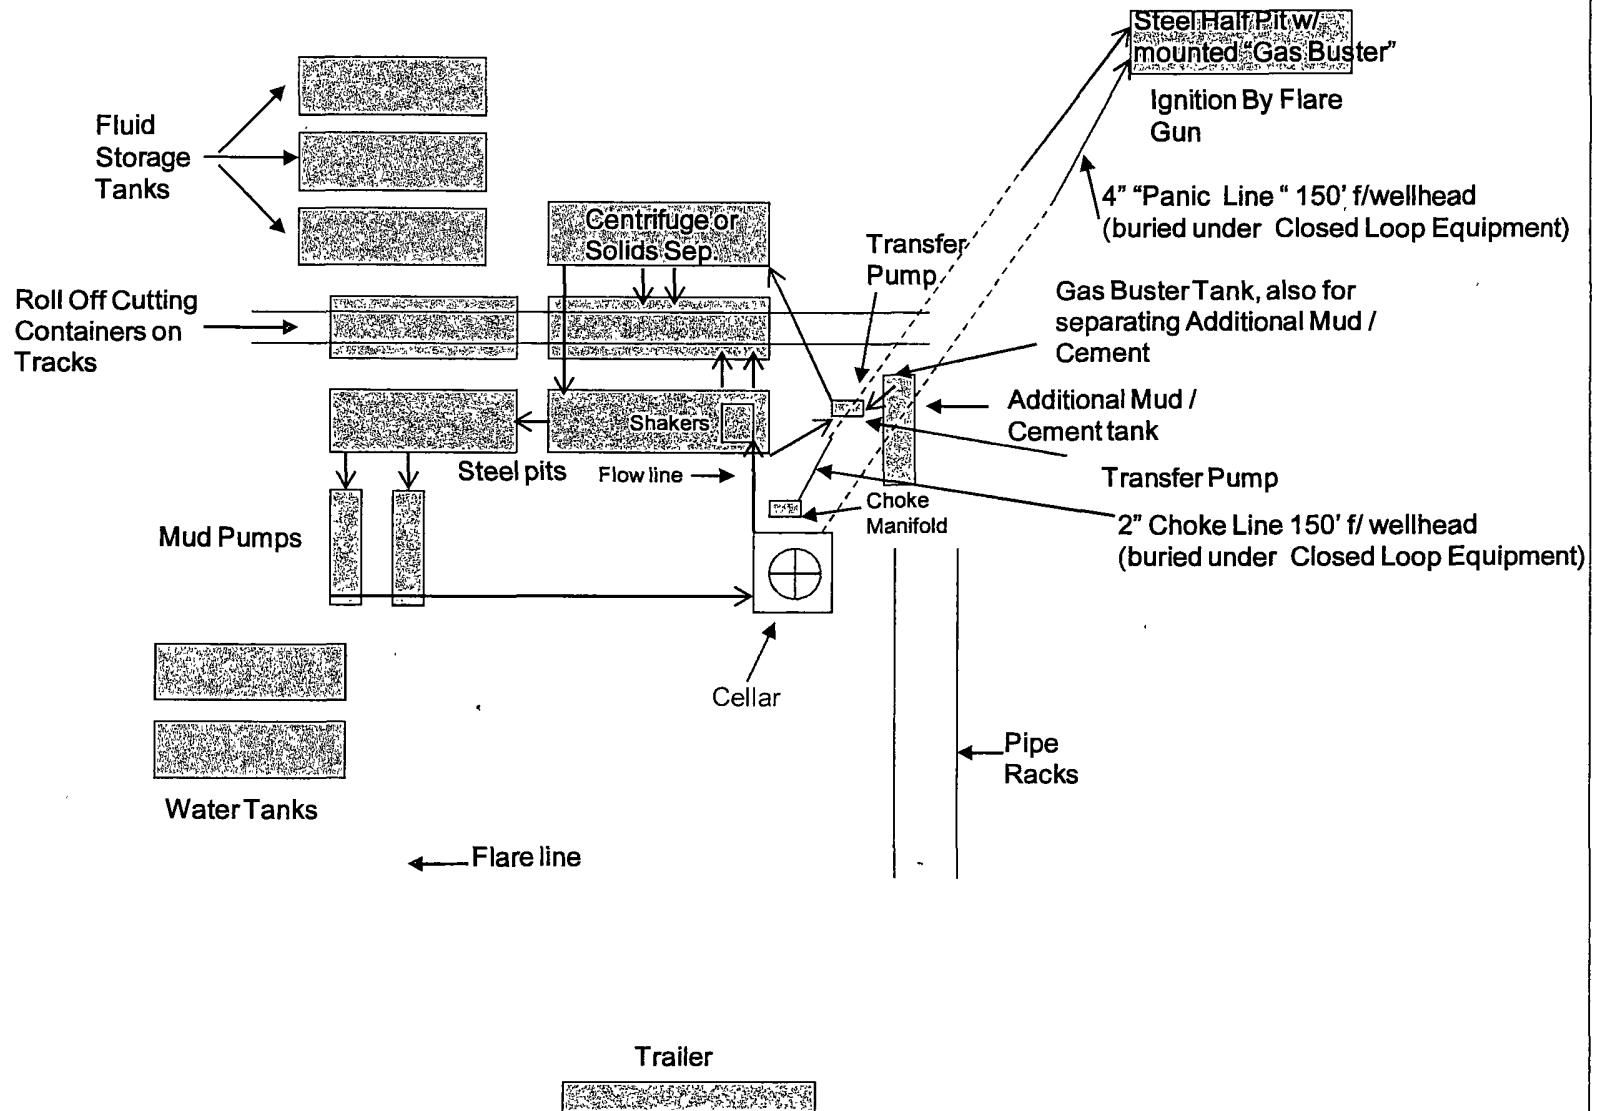 Steel Half Pit w/
mounted “Gas Buster”
Ignition By Flare
Gun
Fluid
Storage
Tanks
4” “Panic Line “ 150’ f/wellhead
(buried under Closed Loop Equipment)
Centrifuge or
Solids Sep.
Transfer
Pump
Roll Off Cutting
Containers on
Tracks
Gas Buster Tank, also for
separating Additional Mud /
Cement
Additional Mud /
Cement tank
Shakers
Steel pits
Flow line
Transfer Pump
Choke
Manifold
2” Choke Line 150’ f/ wellhead
(buried under Closed Loop Equipment)
Mud Pumps
Cellar
Pipe
Racks
Water Tanks
Flare line
Trailer